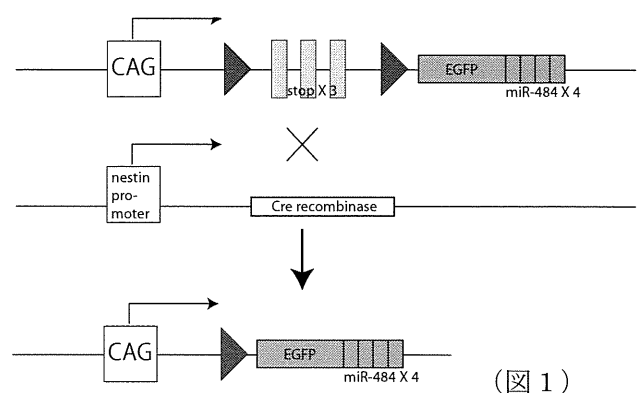 CAG
stop X 3
EGFP
miR-484 X 4
nestin
pro-
moter
Cre recombinase
CAG
EGFP
miR-484 X 4
(図1)